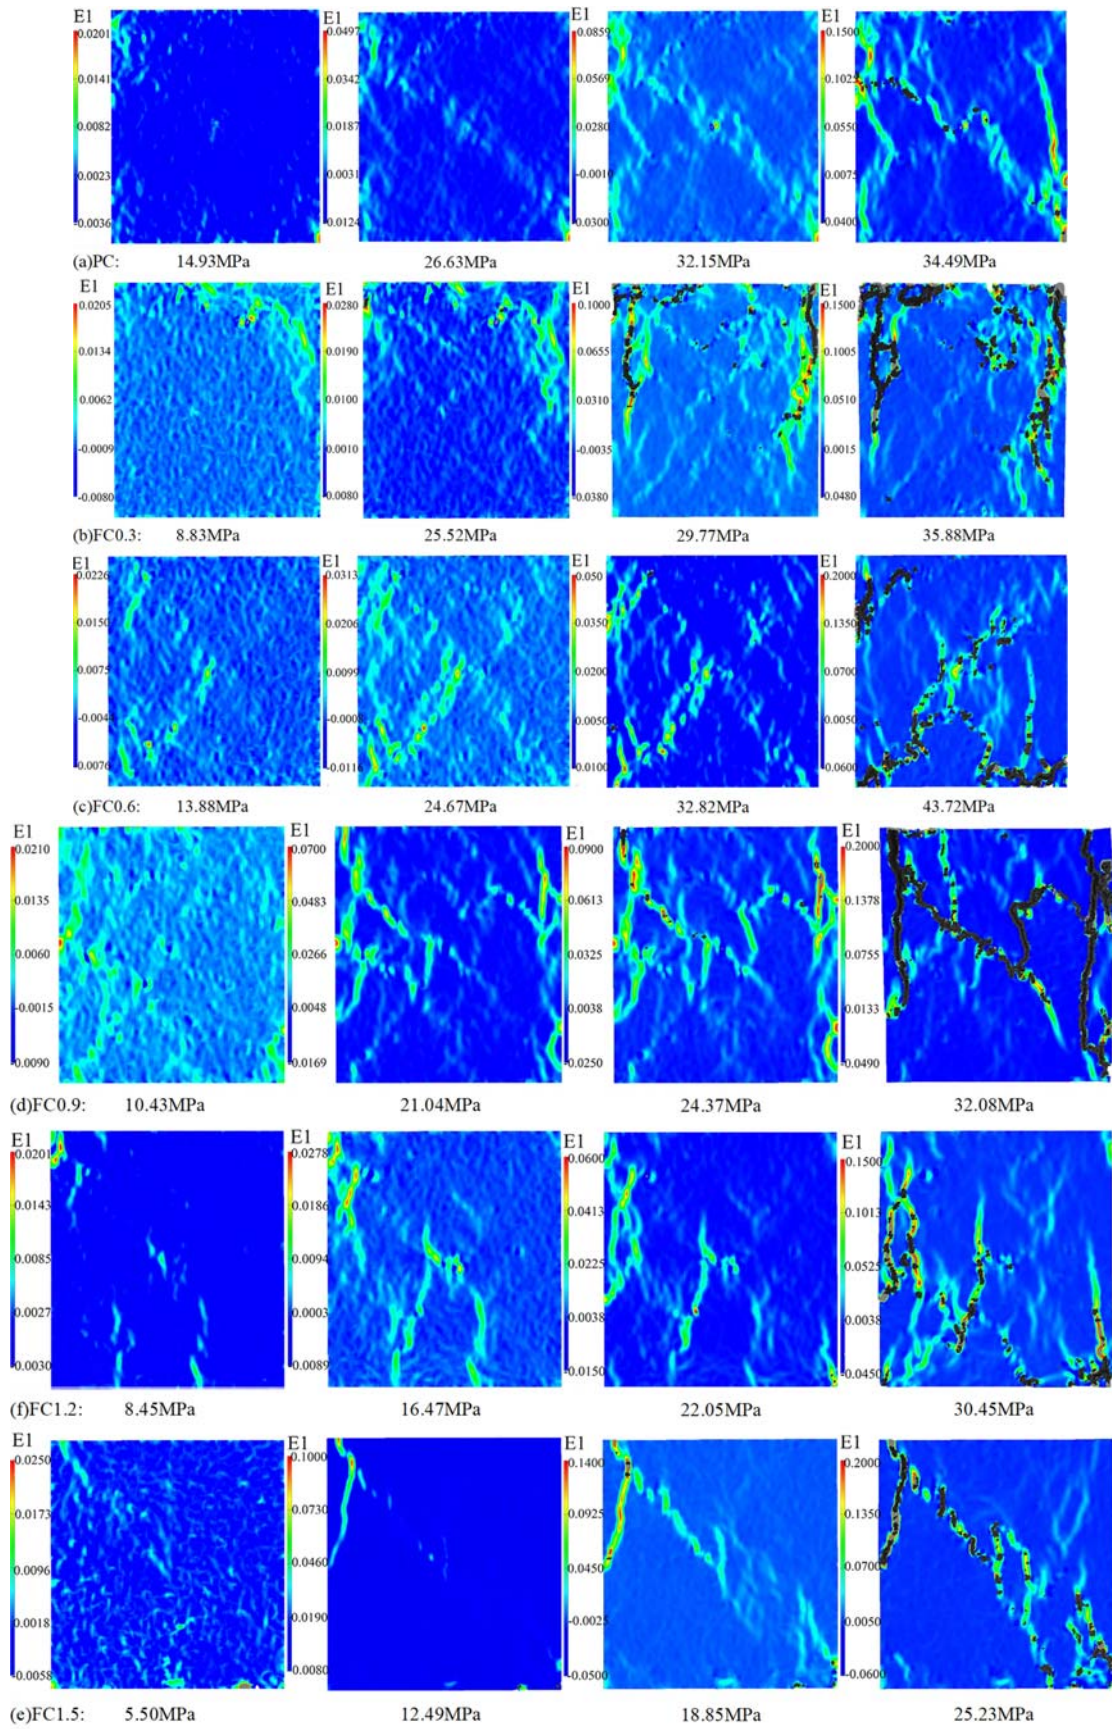 E1 E1 E1 E1
0.0201 0.0497 0.0859 0.1500
0.0141 0.0342 0.0569 0.1025
0.0082 0.0187 0.0280 0.0550
0.0023 0.0031 -0.0010 0.0075
-0.0036 0.0124 0.0300 0.0400
(a)PC: 14.93MPa 26.63MPa 32.15MPa 34.49MPa
E1 E1 E1 E1
0.0205 0.0280 0.1000 0.1500
0.0134 0.0190 0.0655 0.1005
0.0062 0.0100 0.0310 0.0510
-0.0009 0.0010 -0.0035 0.0015
-0.0080 0.0080 0.0380 0.0480
(b)FC0.3: 8.83MPa 25.52MPa 29.77MPa 35.88MPa
E1 E1 E1 E1
0.0226 0.0313 0.050 0.2000
0.0150 0.0206 0.0350 0.1350
0.0075 0.0099 0.0200 0.0700
-0.0044 -0.0008 0.0050 0.0050
0.0076 -0.0116 0.0100 0.0600
(c)FC0.6: 13.88MPa 24.67MPa 32.82MPa 43.72MPa
E1 E1 E1 E1
0.0210 0.0700 0.0900 0.2000
0.0135 0.0483 0.0613 0.1378
0.0060 0.0266 0.0325 0.0755
-0.0015 0.0048 0.0038 0.0133
0.0090 0.0169 -0.0250 -0.0490
(d)FC0.9: 10.43MPa 21.04MPa 24.37MPa 32.08MPa
E1 E1 E1 E1
0.0201 0.0278 0.0600 0.1500
0.0143 0.0186 0.0413 0.1013
0.0085 0.0094 0.0225 0.0525
0.0027 0.0003 0.0038 -0.0038
0.0030 0.0089 -0.0150 -0.0450
(f)FC1.2: 8.45MPa 16.47MPa 22.05MPa 30.45MPa
E1 E1 E1 E1
0.0250 0.1000 0.1400 0.2000
0.0173 0.0730 0.0925 0.1350
0.0096 0.0460 0.0450 0.0700
0.0018 0.0190 -0.0025 0.0050
-0.0058 0.0080 -0.0500 -0.0600
(e)FC1.5: 5.50MPa 12.49MPa 18.85MPa 25.23MPa